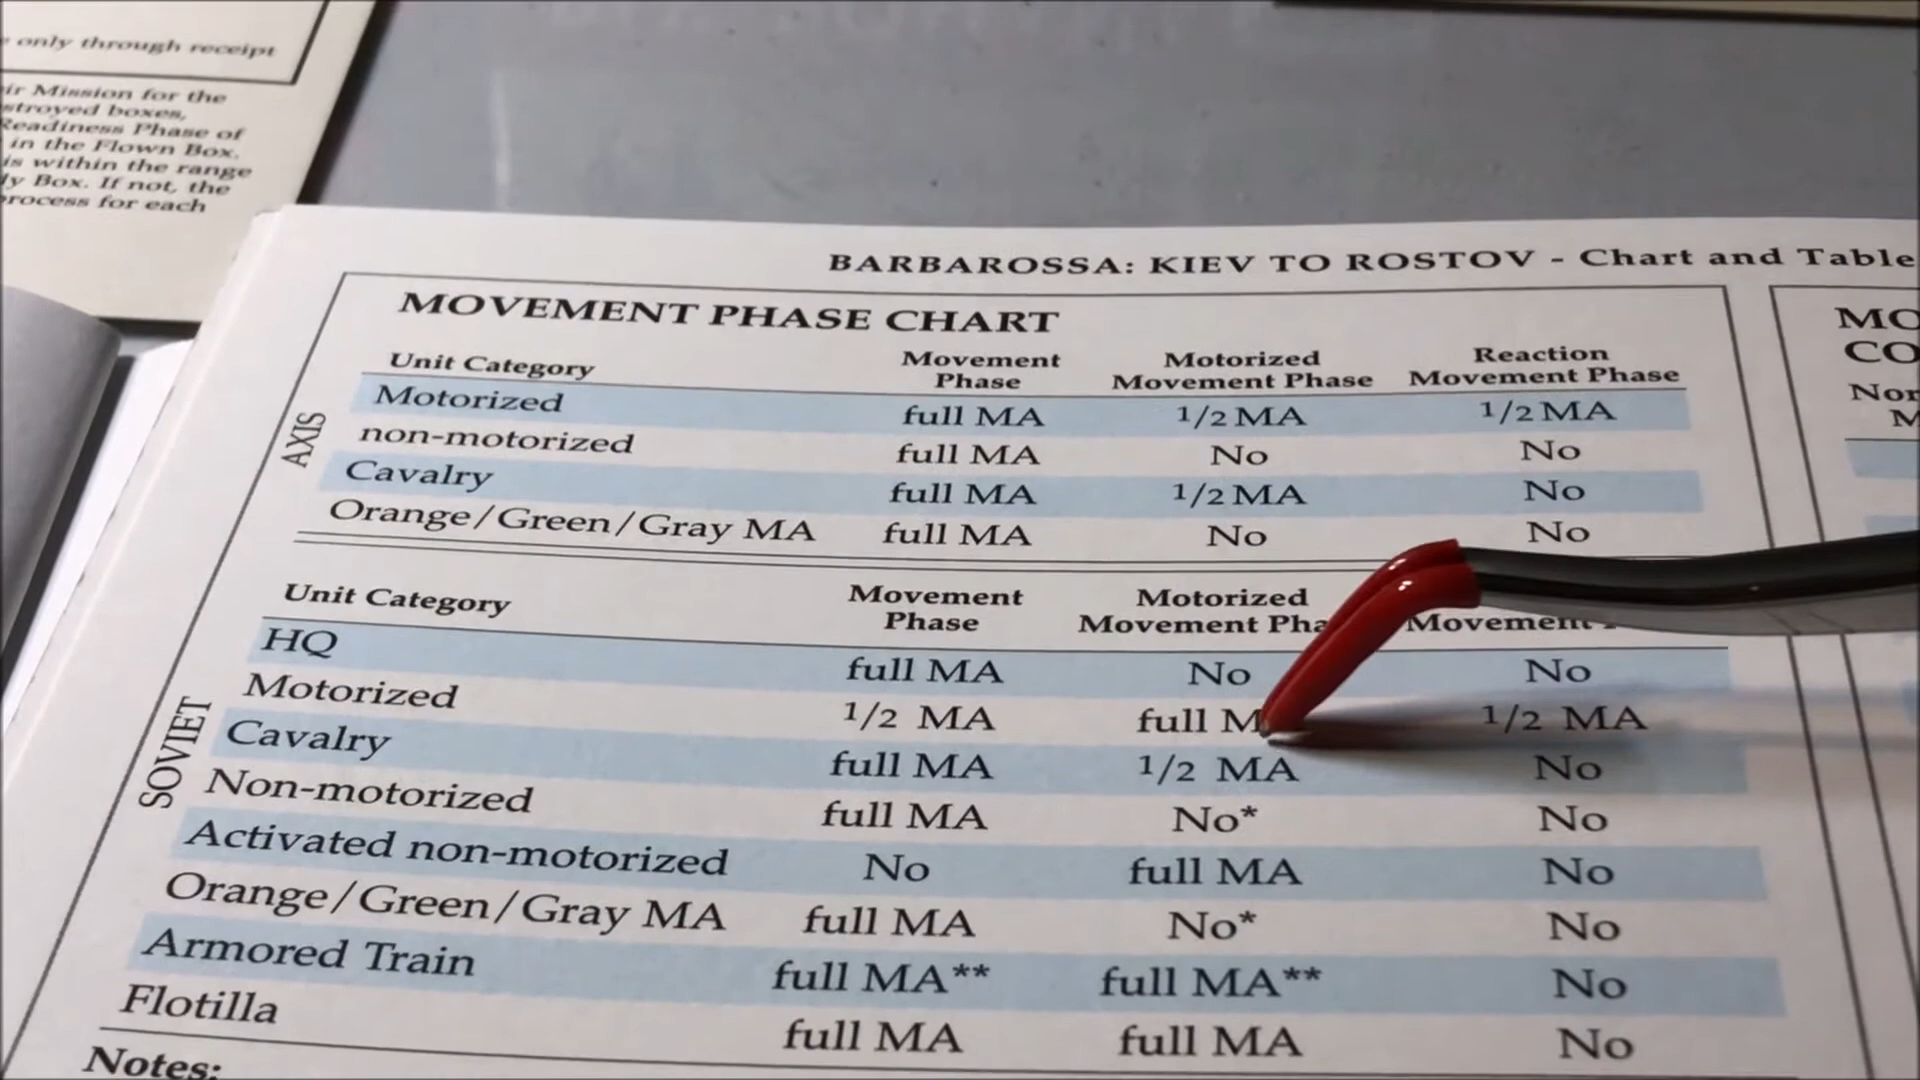 only through receipt
ir Mission for the
stroyed boxes,
Readiness Phase of
in the Flown Box.
is within the range
ly Box. If not, the
process for each
BARBAROSSA: KIEV TO ROSTOV - Chart and Table
MOVEMENT PHASE CHART
Unit Category Movement Phase Motorized Movement Phase Reaction Movement Phase
AXIS
Motorized full MA 1/2 MA 1/2 MA
non-motorized full MA No No
Cavalry full MA 1/2 MA No
Orange/Green/Gray MA full MA No No
Unit Category Movement Phase Motorized Movement Pha Movement
SOVIET
HQ full MA No No
Motorized 1/2 MA full M 1/2 MA
Cavalry full MA 1/2 MA No
Non-motorized full MA No* No
Activated non-motorized No full MA No
Orange/Green/Gray MA full MA No* No
Armored Train full MA** full MA** No
Flotilla full MA full MA No
Notes:
MO
CO
Nor
M